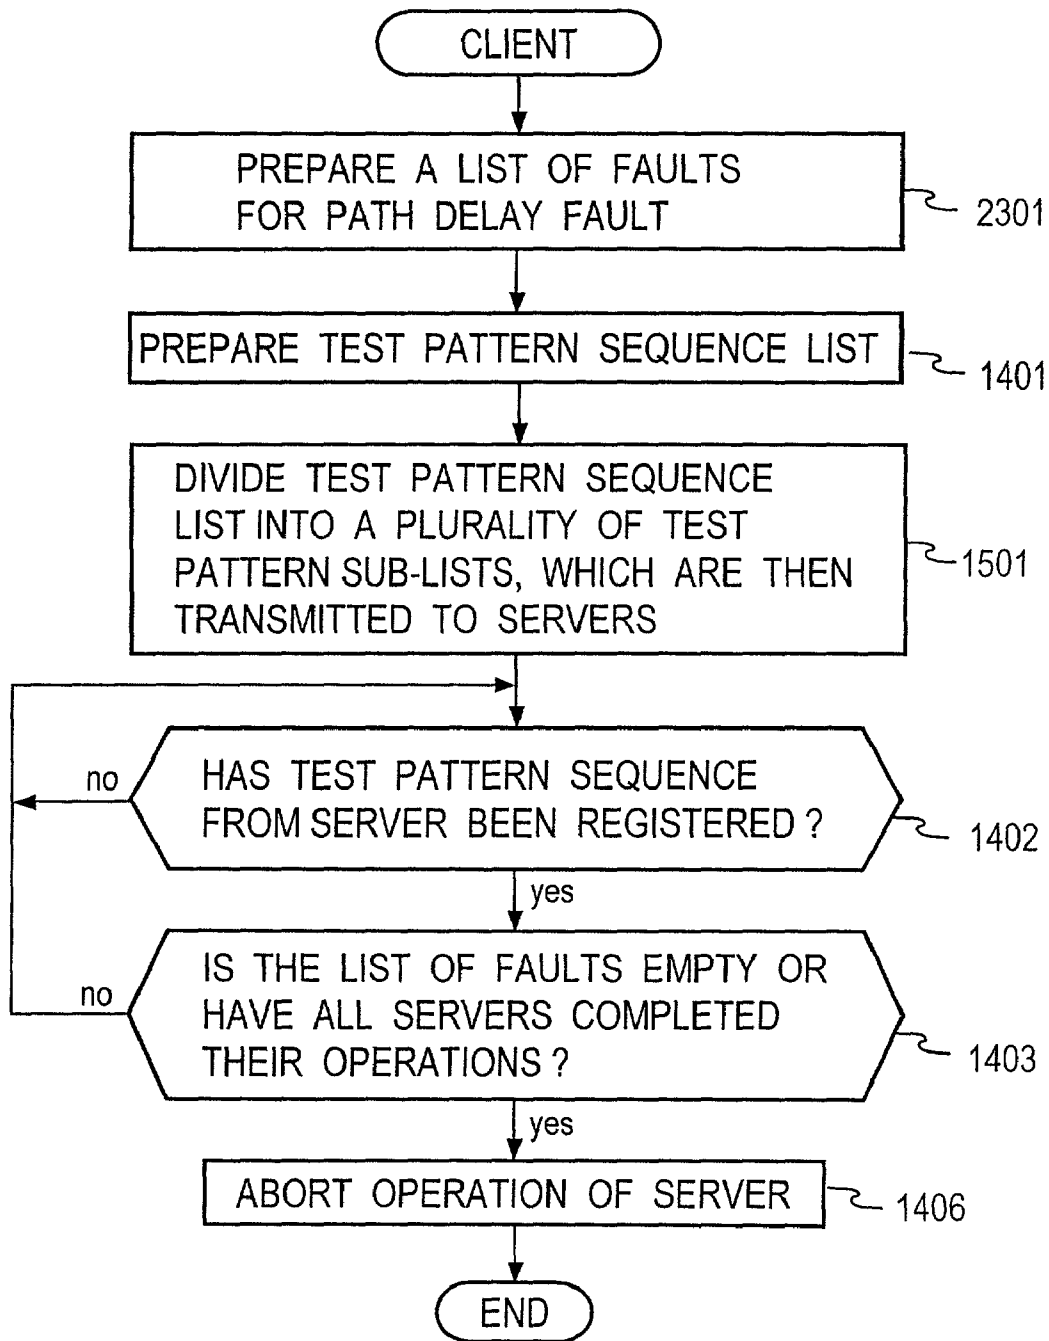 CLIENT
PREPARE A LIST OF FAULTS
FOR PATH DELAY FAULT
2301
PREPARE TEST PATTERN SEQUENCE LIST
1401
DIVIDE TEST PATTERN SEQUENCE
LIST INTO A PLURALITY OF TEST
PATTERN SUB-LISTS, WHICH ARE THEN
TRANSMITTED TO SERVERS
1501
no
HAS TEST PATTERN SEQUENCE
FROM SERVER BEEN REGISTERED ?
1402
yes
no
IS THE LIST OF FAULTS EMPTY OR
HAVE ALL SERVERS COMPLETED
THEIR OPERATIONS ?
1403
yes
ABORT OPERATION OF SERVER
1406
END